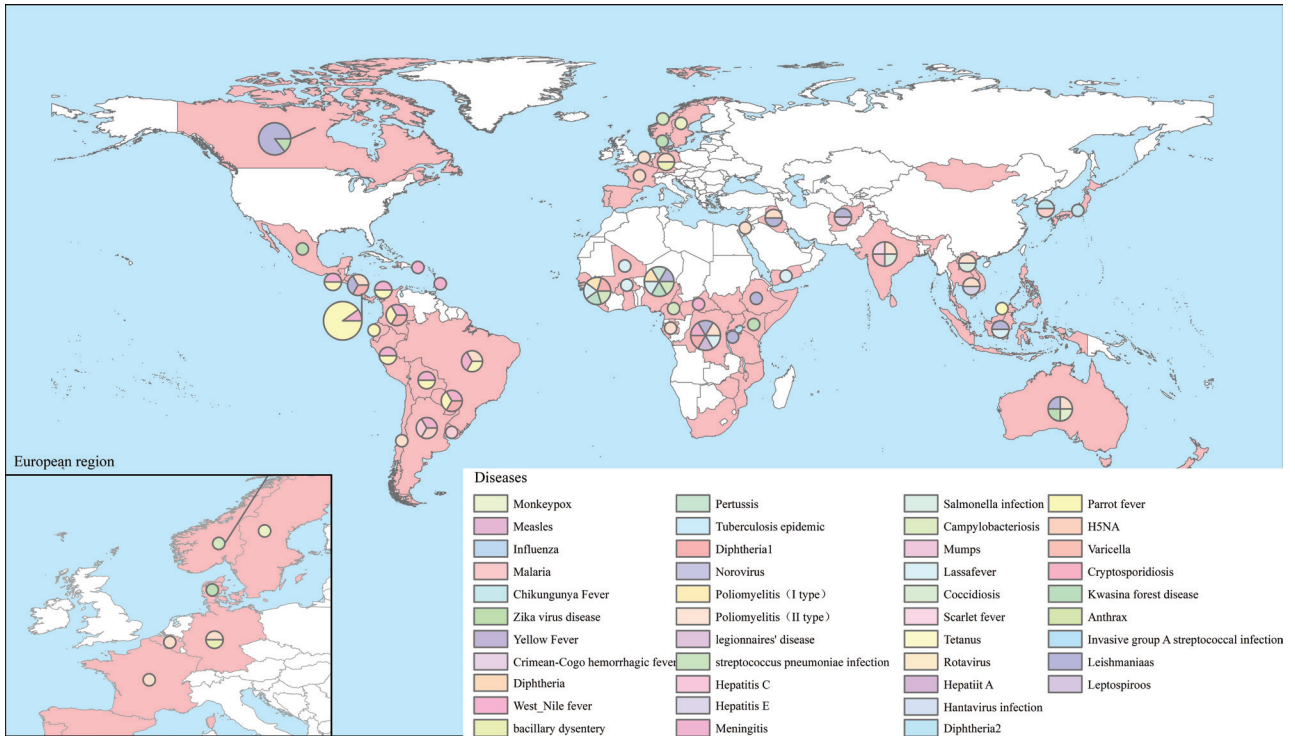 European region
Diseases
Monkeypox
Measles
Influenza
Malaria
Chikungunya Fever
Zika virus disease
Yellow Fever
Crimean-Cogo hemorrhagic fever
Diphtheria
West_Nile fever
bacillary dysentery
Pertussis
Tuberculosis epidemic
Diphtheria1
Norovirus
Poliomyelitis（I type）
Poliomyelitis（II type）
legionnaires' disease
streptococcus pneumoniae infection
Hepatitis C
Hepatitis E
Meningitis
Salmonella infection
Campylobacteriosis
Mumps
Lassafever
Coccidiosis
Scarlet fever
Tetanus
Rotavirus
Hepatiit A
Hantavirus infection
Diphtheria2
Parrot fever
H5NA
Varicella
Cryptosporidiosis
Kwasina forest disease
Anthrax
Invasive group A streptococcal infection
Leishmaniaas
Leptospiroos